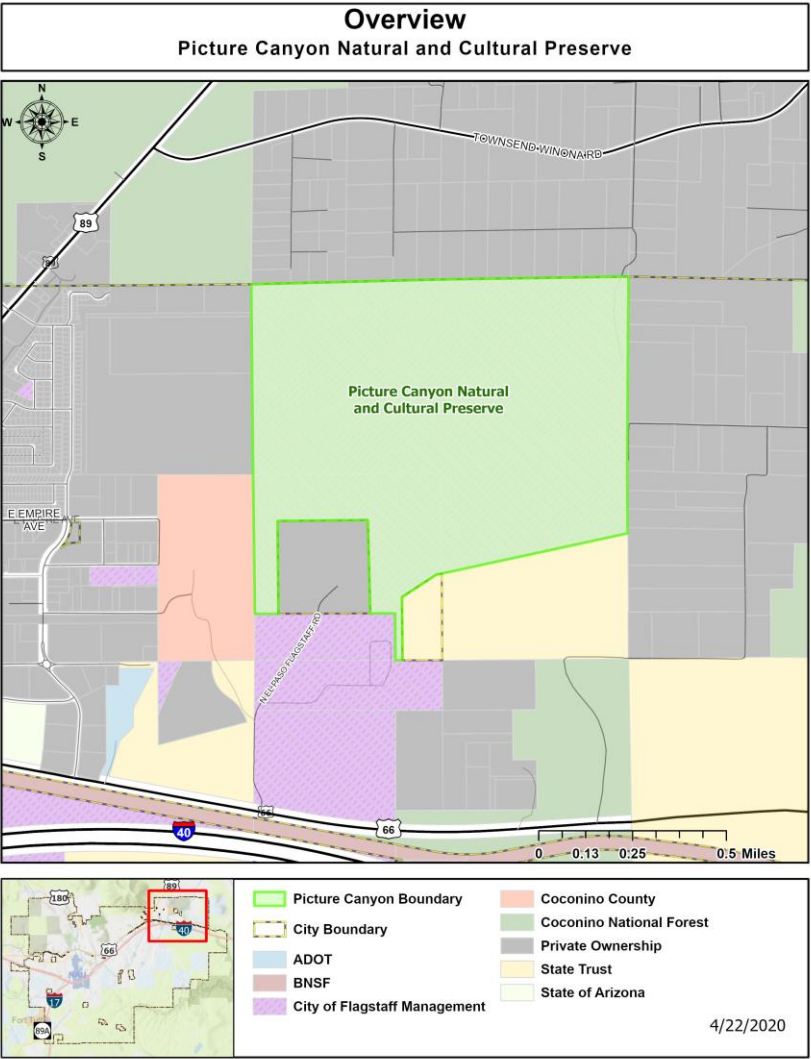 Overview
Picture Canyon Natural and Cultural Preserve
N
W
E
S
TOWNSEND-WINONA RD
89
89
Picture Canyon Natural
and Cultural Preserve
E EMPIRE
AVE
N EL PASO FLAGSTAFF RD
66
66
40
0 0.13 0.25 0.5 Miles
89
180
40
66
NAU
17
89A
Picture Canyon Boundary
City Boundary
ADOT
BNSF
City of Flagstaff Management
Coconino County
Coconino National Forest
Private Ownership
State Trust
State of Arizona
4/22/2020